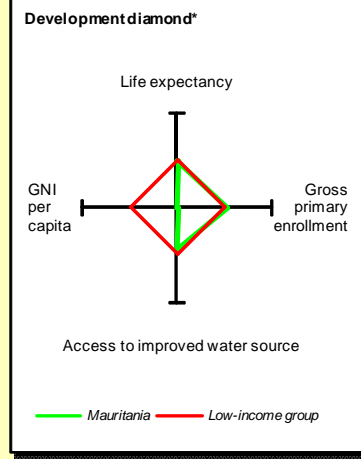 Development diamond*
Life expectancy
GNI
per
capita
Gross
primary
enrollment
Access to improved water source
Mauritania
Low-income group